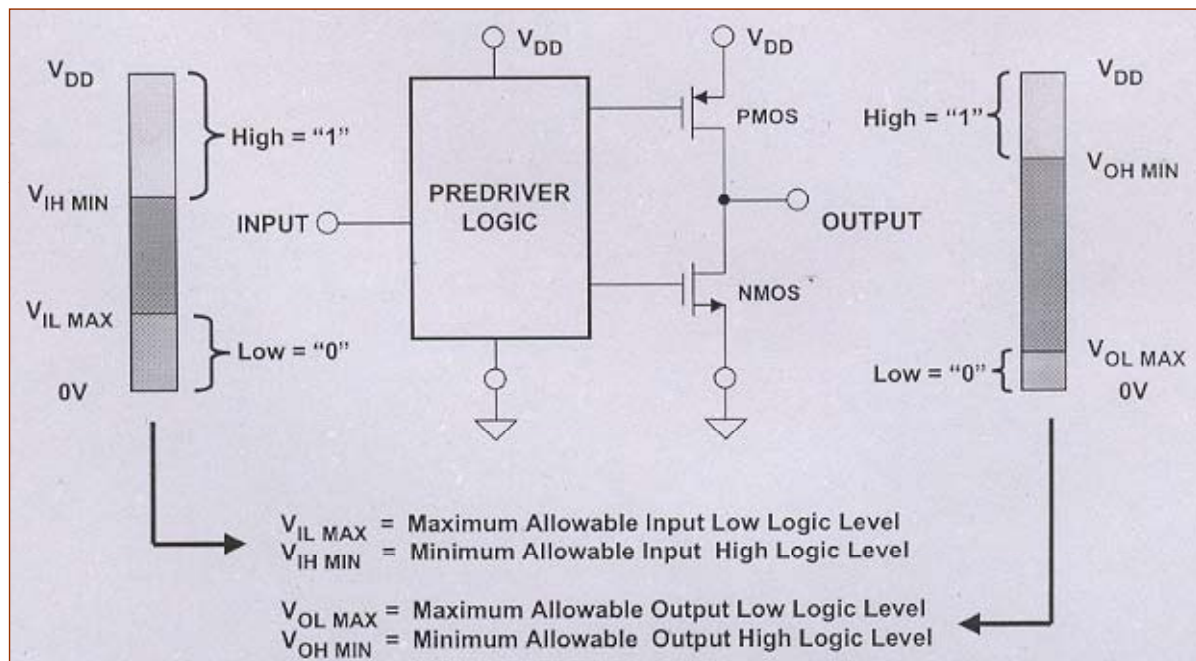 VDD
High = "1"
VIH MIN
VIL MAX
Low = "0"
0V
INPUT
VDD
PREDRIVER
LOGIC
VDD
PMOS
OUTPUT
NMOS
VDD
High = "1"
VOH MIN
VOL MAX
Low = "0"
0V
VIL MAX = Maximum Allowable Input Low Logic Level
VIH MIN = Minimum Allowable Input High Logic Level
VOL MAX = Maximum Allowable Output Low Logic Level
VOH MIN = Minimum Allowable Output High Logic Level